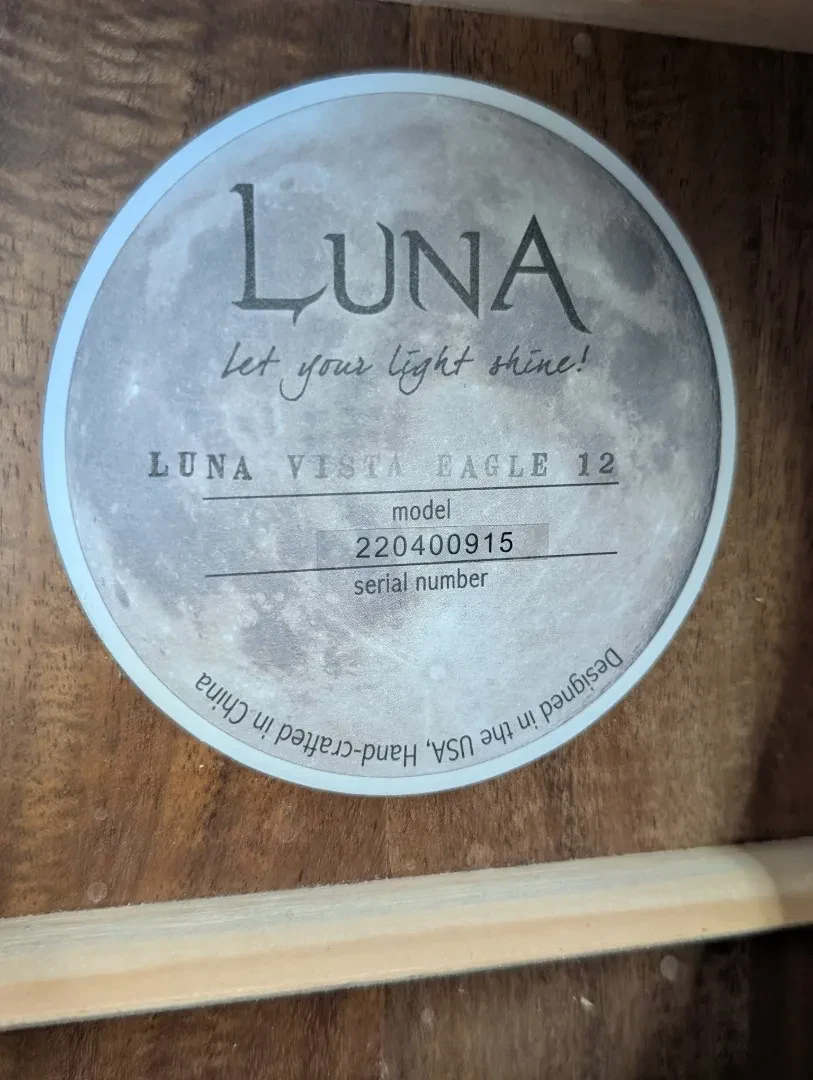 LUNA
let your light shine!
LUNA VISTA EAGLE 12
model
220400915
serial number
Designed in the USA, Hand-crafted in China